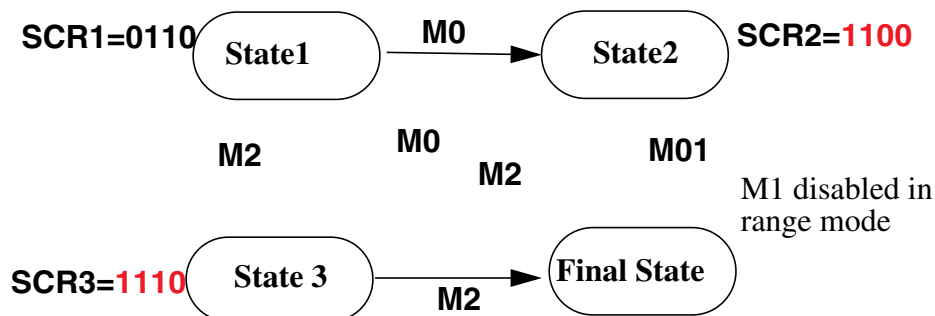 SCR1=0110
State1
M0
State2
SCR2=1100
M2
M0
M2
M01
M1 disabled in
range mode
SCR3=1110
State 3
M2
Final State